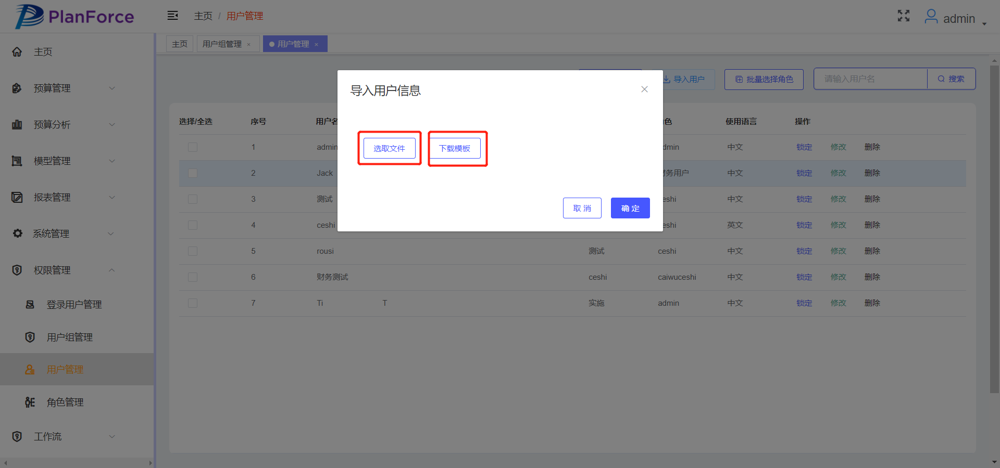 PlanForce
主页 / 用户管理
admin
主页
用户组管理 ×
用户管理 ×
主页
预算管理
预算分析
模型管理
报表管理
系统管理
权限管理
登录用户管理
用户组管理
用户管理
角色管理
工作流
导入用户
批量选择角色
请输入用户名
搜索
导入用户信息
选取文件
下载模板
取 消
确 定
选择/全选 序号 用户名 色 使用语言 操作
1 admin dmin 中文 锁定 修改 删除
2 Jack 财务用户 中文 锁定 修改 删除
3 测试 eshi 中文 锁定 修改 删除
4 ceshi eshi 英文 锁定 修改 删除
5 rousi 测试 ceshi 中文 锁定 修改 删除
6 财务测试 ceshi caiwuceshi 中文 锁定 修改 删除
7 Ti T 实施 admin 中文 锁定 修改 删除